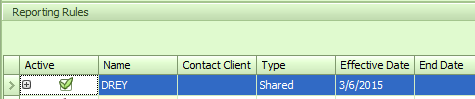 Reporting Rules
Active Name Contact Client Type Effective Date End Date
DREY Shared 3/6/2015